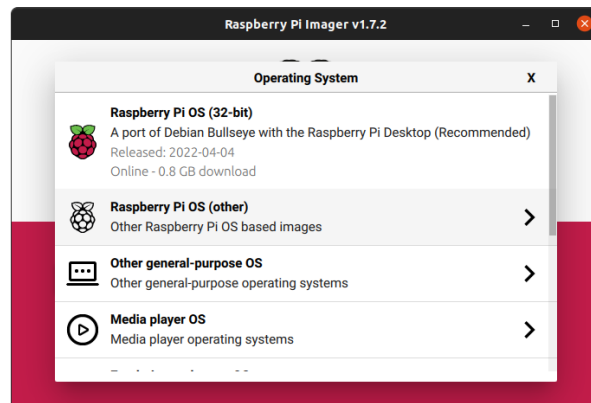 Raspberry Pi Imager v1.7.2
Operating System
X
Raspberry Pi OS (32-bit)
A port of Debian Bullseye with the Raspberry Pi Desktop (Recommended)
Released: 2022-04-04
Online - 0.8 GB download
Raspberry Pi OS (other)
Other Raspberry Pi OS based images
Other general-purpose OS
Other general-purpose operating systems
Media player OS
Media player operating systems